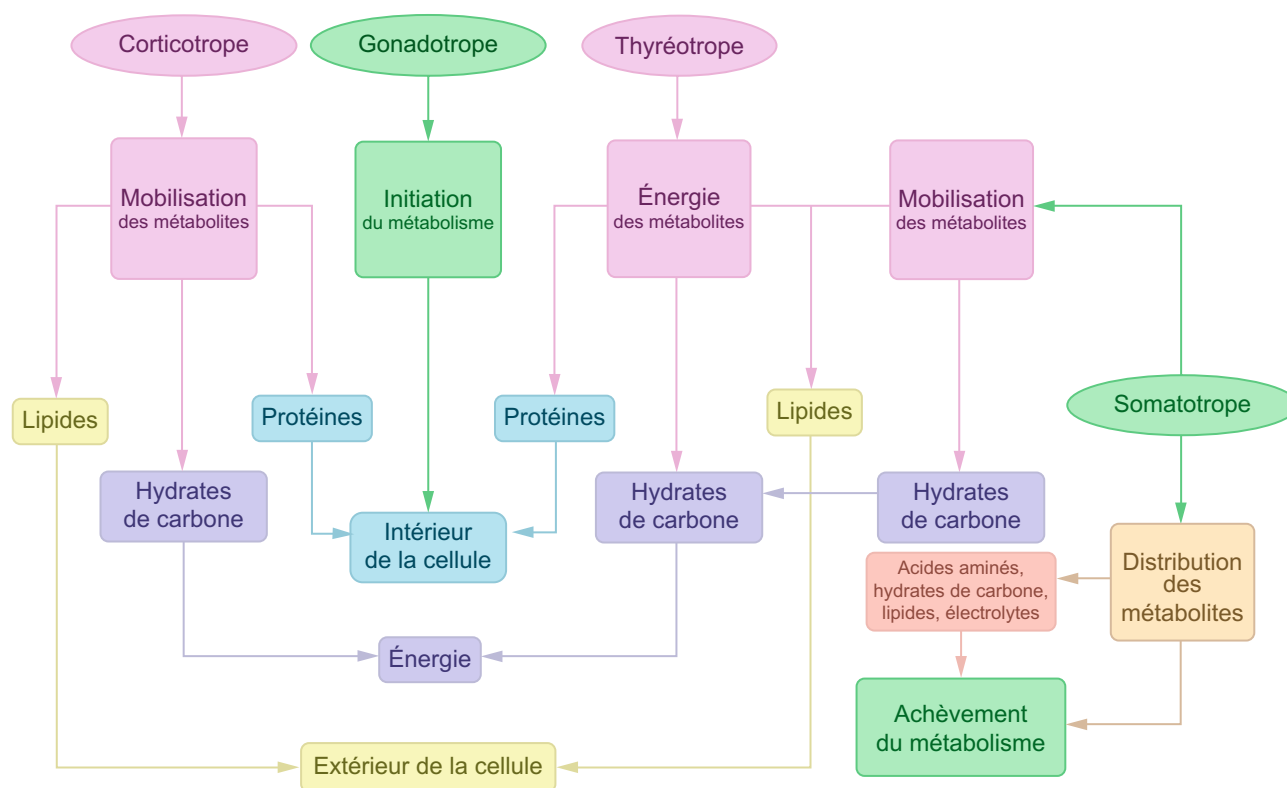 Corticotrope
Gonadotrope
Thyréotrope
Mobilisation
des métabolites
Initiation
du métabolisme
Énergie
des métabolites
Mobilisation
des métabolites
Lipides
Protéines
Protéines
Lipides
Somatotrope
Hydrates
de carbone
Intérieur
de la cellule
Hydrates
de carbone
Hydrates
de carbone
Acides aminés,
hydrates de carbone,
lipides, électrolytes
Distribution
des
métabolites
Énergie
Achèvement
du métabolisme
Extérieur de la cellule